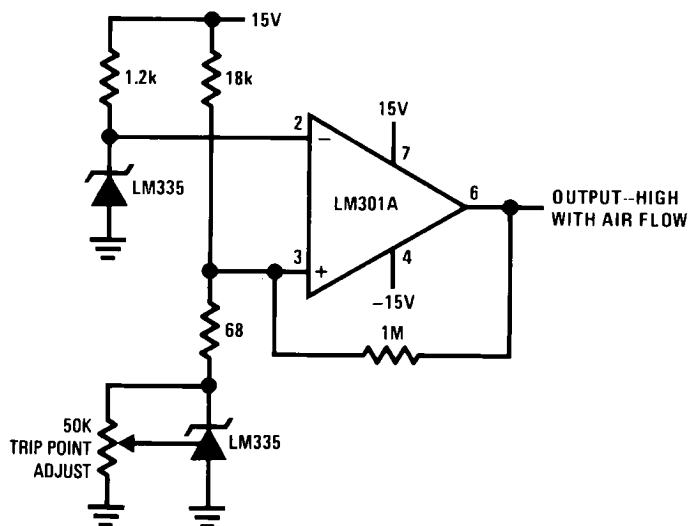 15V
1.2k
18k
2
15V
7
LM335
−
LM301A
6
OUTPUT--HIGH
WITH AIR FLOW
3
+
4
−15V
1M
68
50K
TRIP POINT
ADJUST
LM335